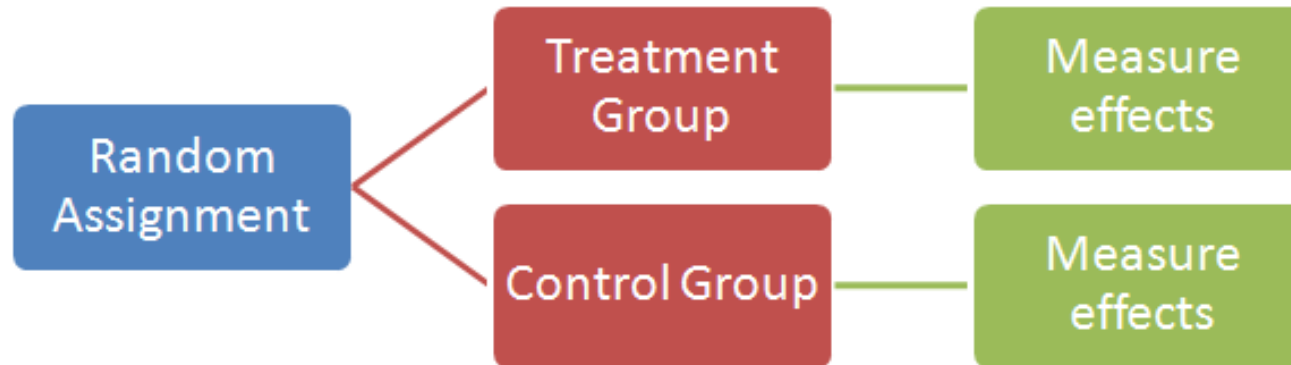 Random
Assignment
Treatment
Group
Measure
effects
Control Group
Measure
effects